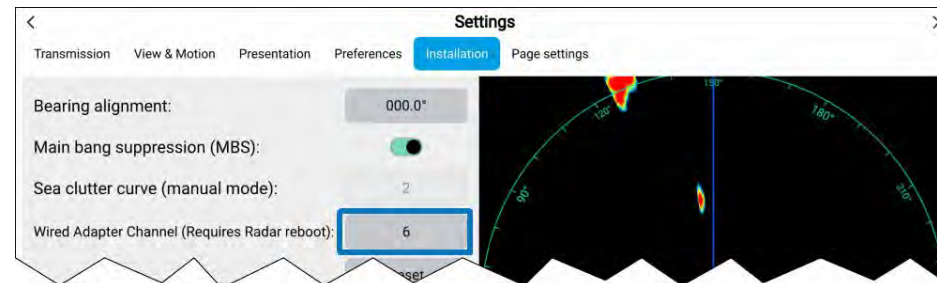 Settings
Transmission View & Motion Presentation Preferences Installation Page settings
Bearing alignment: 000.0°
Main bang suppression (MBS):
Sea clutter curve (manual mode): 2
Wired Adapter Channel (Requires Radar reboot): 6
120°
150°
180°
90°
210°